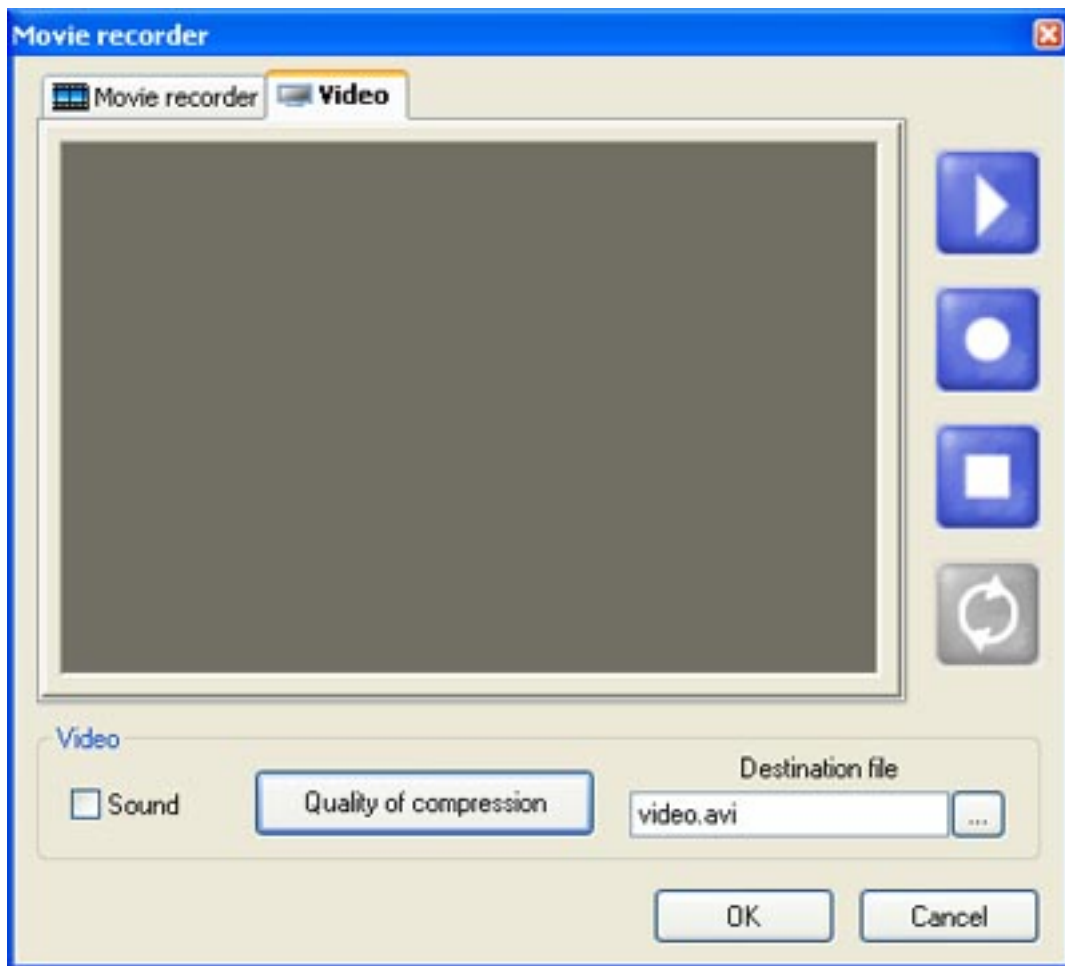 Movie recorder
Movie recorder Video
Video
Destination file
Sound Quality of compression video.avi ...
OK Cancel